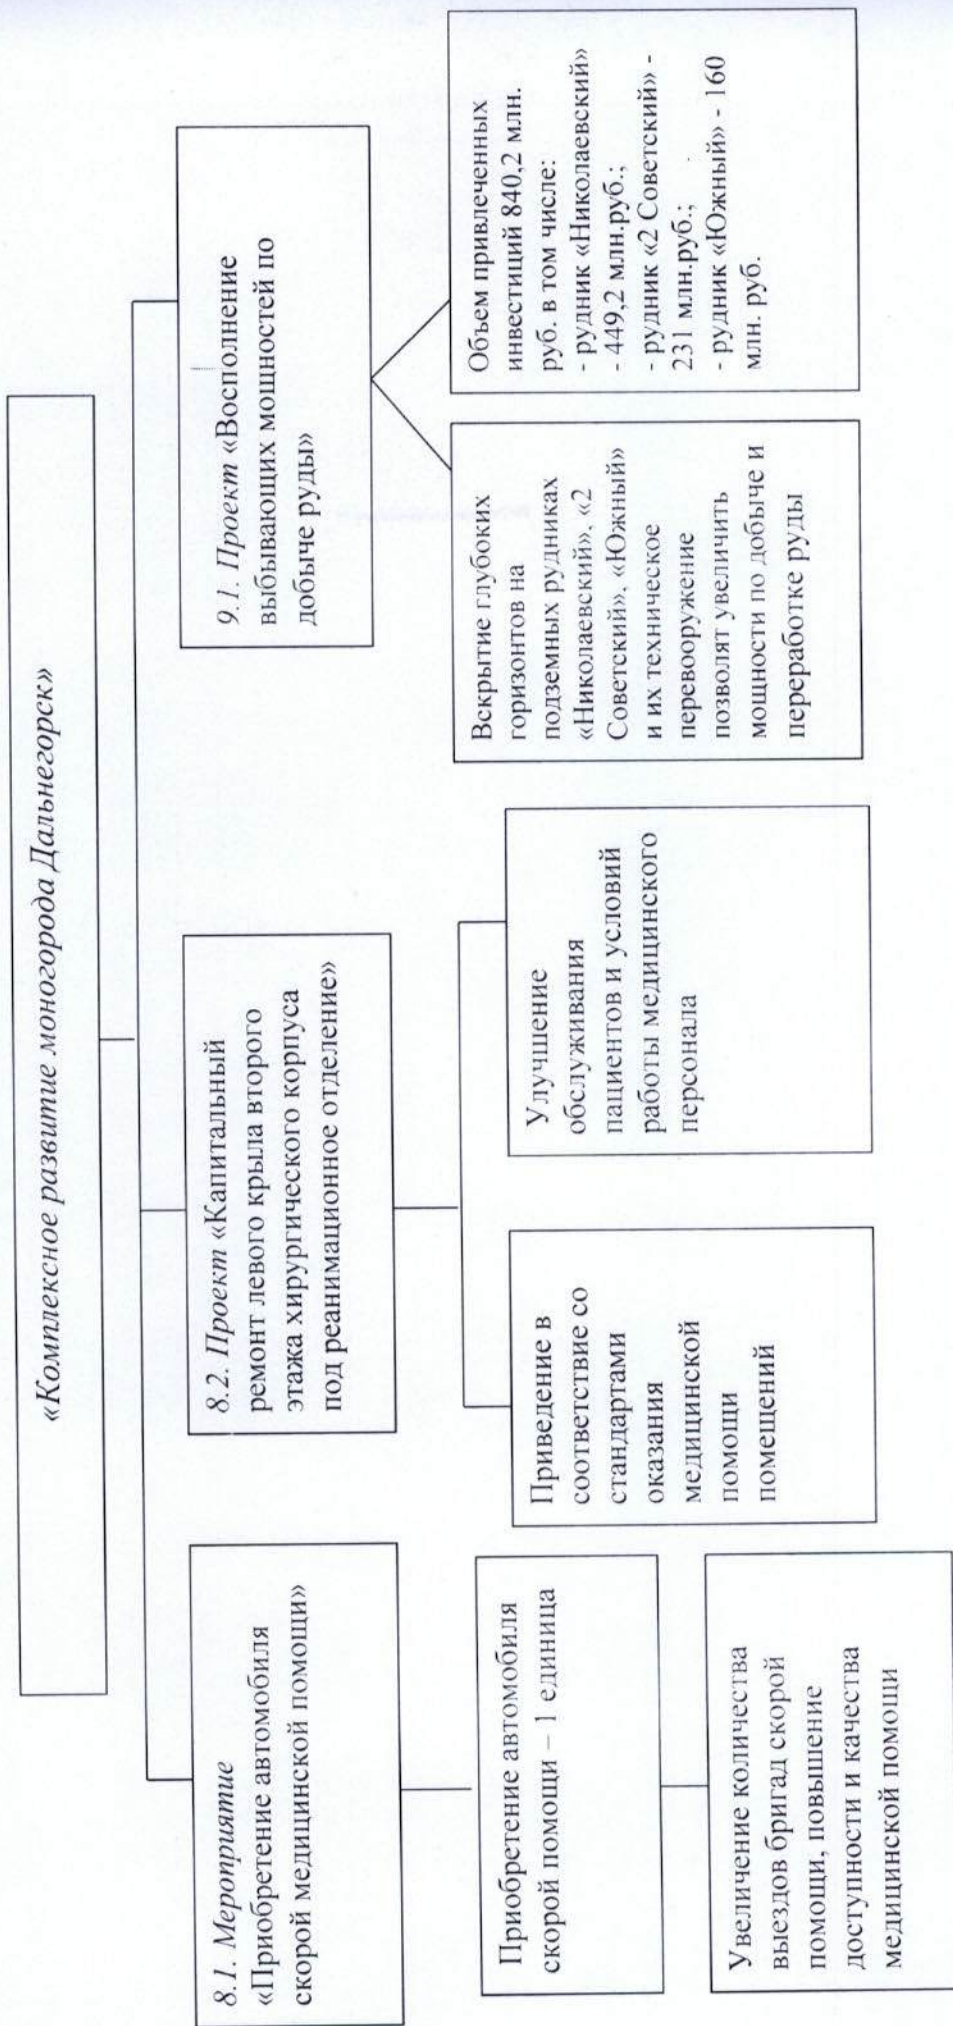 «Комплексное развитие моногорода Дальнегорск»
8.1. Мероприятие
«Приобретение автомобиля
скорой медицинской помощи»
Приобретение автомобиля
скорой помощи – 1 единица
Увеличение количества
выездов бригад скорой
помощи, повышение
доступности и качества
медицинской помощи
8.2. Проект «Капитальный
ремонт левого крыла второго
этажа хирургического корпуса
под реанимационное отделение»
Приведение в
соответствие со
стандартами
оказания
медицинской
помощи
помещений
Улучшение
обслуживания
пациентов и условий
работы медицинского
персонала
9.1. Проект «Восполнение
выбывающих мощностей по
добыче руды»
Вскрытие глубоких
горизонтов на
подземных рудниках
«Николаевский», «2
Советский», «Южный»
и их техническое
перевооружение
позволят увеличить
мощности по добыче и
переработке руды
Объем привлеченных
инвестиций 840,2 млн.
руб. в том числе:
- рудник «Николаевский»
- 449,2 млн.руб.;
- рудник «2 Советский» -
231 млн.руб.;
- рудник «Южный» - 160
млн. руб.